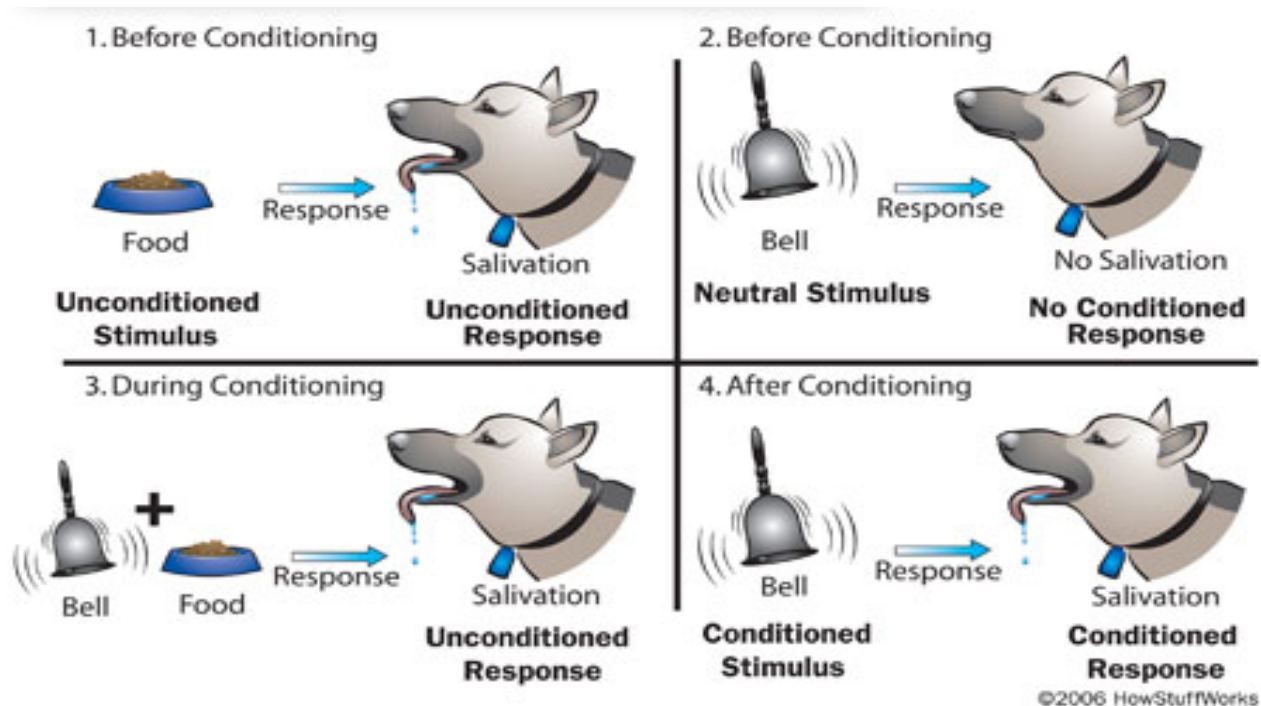 1. Before Conditioning
Response
Food
Salivation
Unconditioned
Stimulus
Unconditioned
Response
2. Before Conditioning
Response
Bell
No Salivation
Neutral Stimulus
No Conditioned
Response
3. During Conditioning
+
Response
Bell
Food
Salivation
Unconditioned
Response
4. After Conditioning
Response
Bell
Salivation
Conditioned
Stimulus
Conditioned
Response
©2006 HowStuffWorks